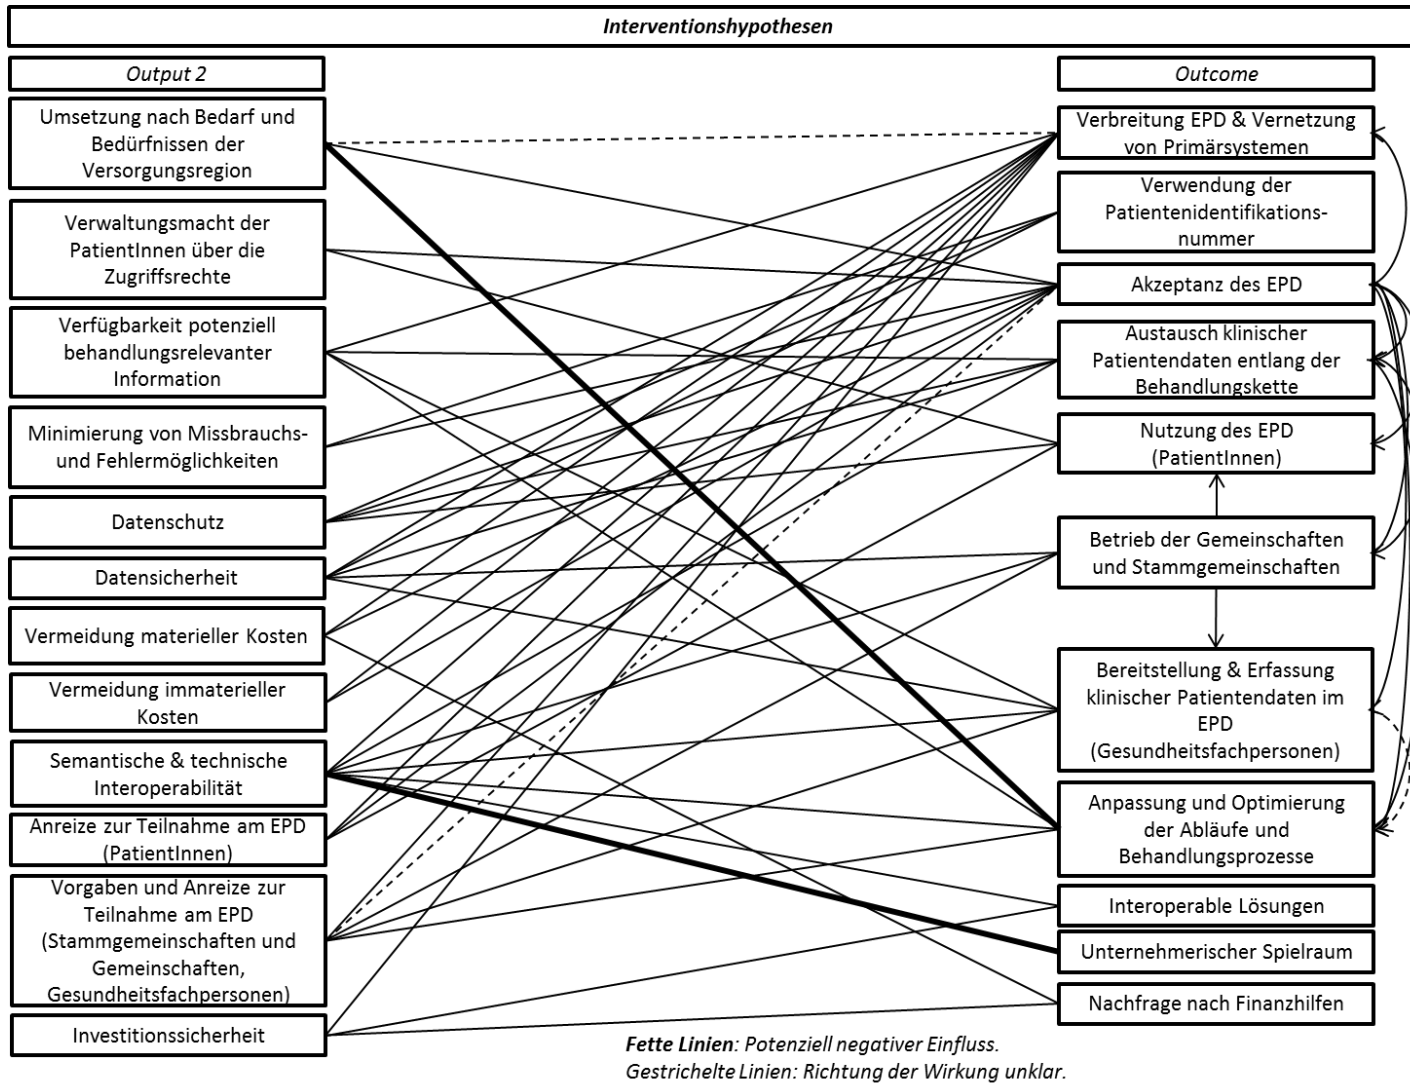 Interventionshypothesen
Output 2
Umsetzung nach Bedarf und
Bedürfnissen der
Versorgungsregion
Verwaltungsmacht der
PatientInnen über die
Zugriffsrechte
Verfügbarkeit potenziell
behandlungsrelevanter
Information
Minimierung von Missbrauchs-
und Fehlermöglichkeiten
Datenschutz
Datensicherheit
Vermeidung materieller Kosten
Vermeidung immaterieller
Kosten
Semantische & technische
Interoperabilität
Anreize zur Teilnahme am EPD
(PatientInnen)
Vorgaben und Anreize zur
Teilnahme am EPD
(Stammgemeinschaften und
Gemeinschaften,
Gesundheitsfachpersonen)
Investitionssicherheit
Outcome
Verbreitung EPD & Vernetzung
von Primärsystemen
Verwendung der
Patientenidentifikations-
nummer
Akzeptanz des EPD
Austausch klinischer
Patientendaten entlang der
Behandlungskette
Nutzung des EPD
(PatientInnen)
Betrieb der Gemeinschaften
und Stammgemeinschaften
Bereitstellung & Erfassung
klinischer Patientendaten im
EPD
(Gesundheitsfachpersonen)
Anpassung und Optimierung
der Abläufe und
Behandlungsprozesse
Interoperable Lösungen
Unternehmerischer Spielraum
Nachfrage nach Finanzhilfen
Fette Linien: Potenziell negativer Einfluss.
Gestrichelte Linien: Richtung der Wirkung unklar.